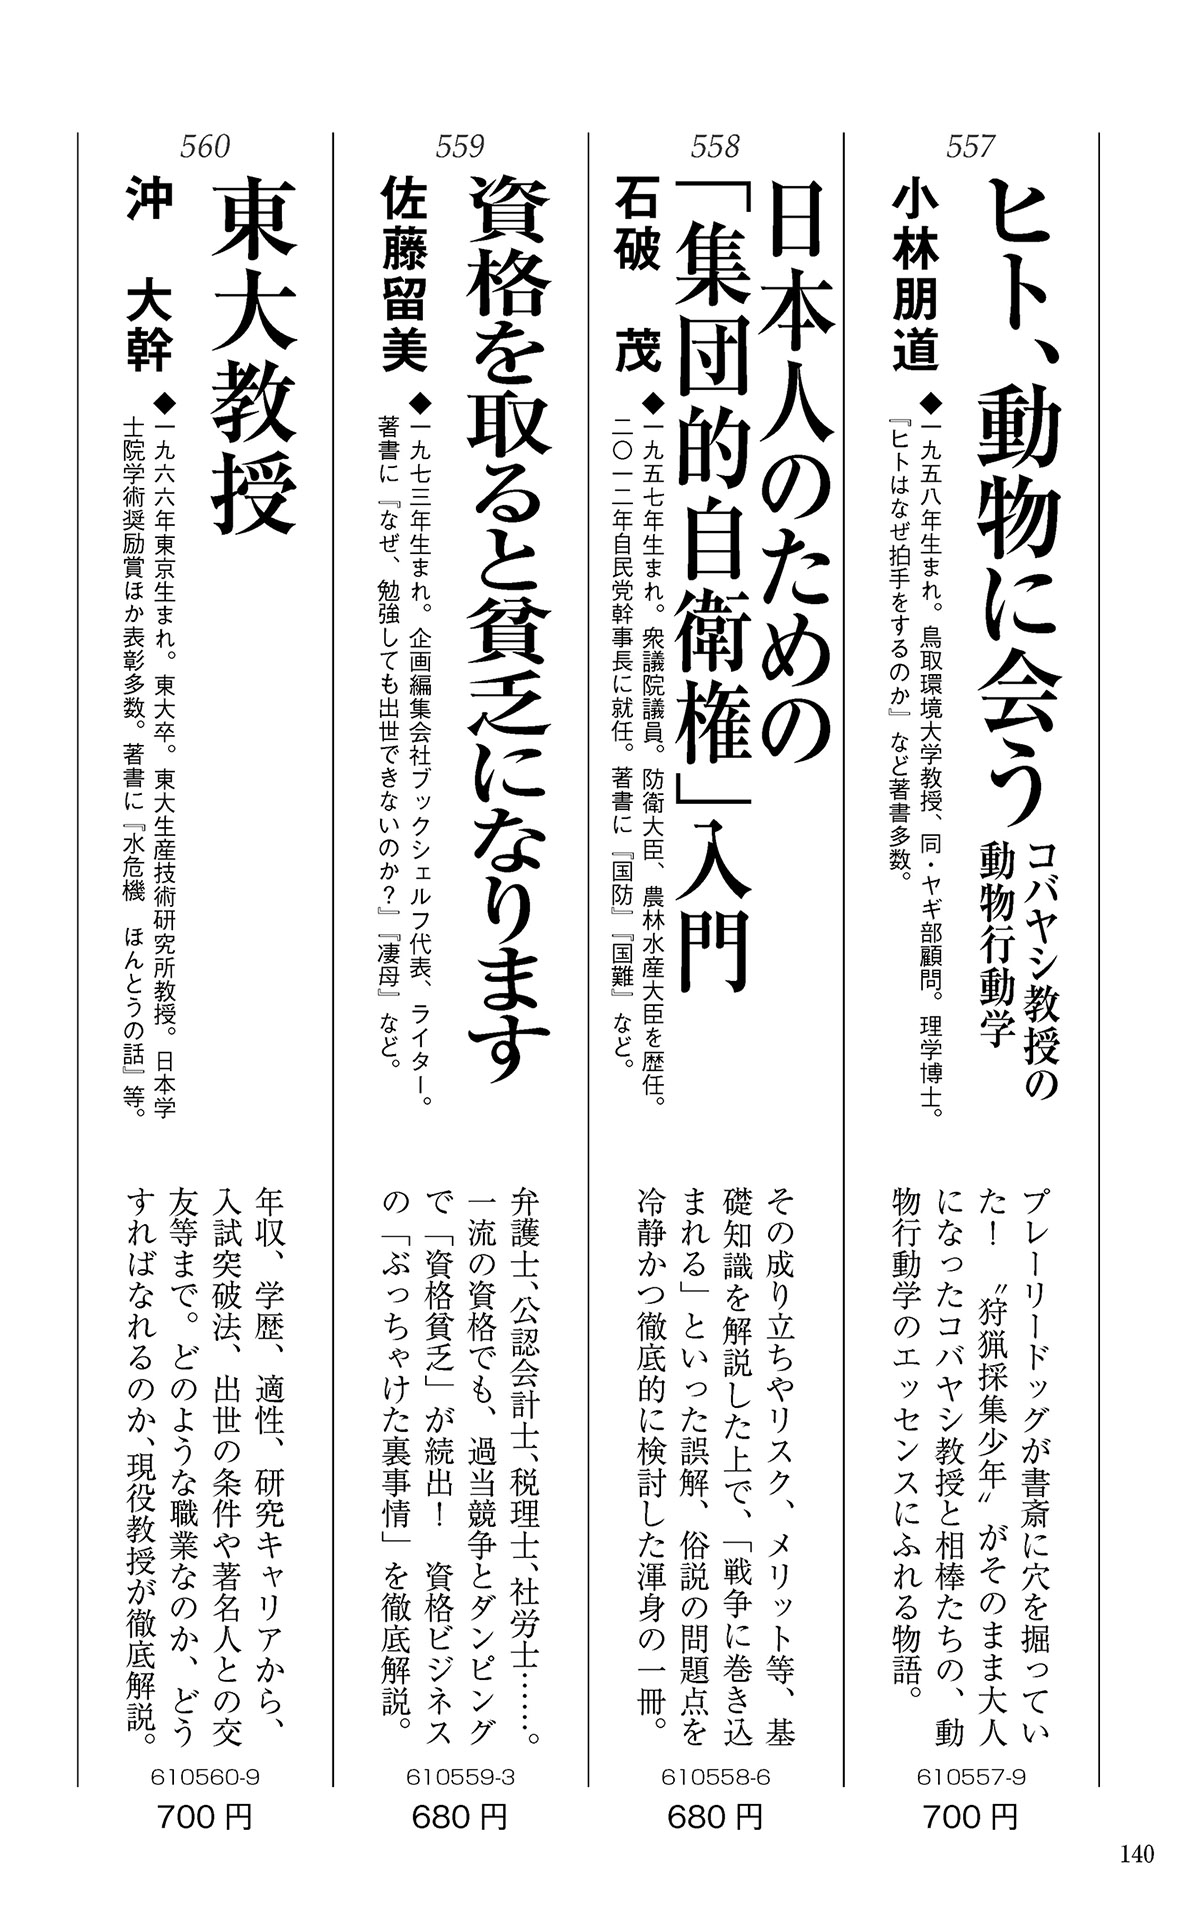 557
ヒト、動物に会う
コバヤシ教授の
動物行動学
小林朋道
◆一九五八年生まれ。鳥取環境大学教授、同・ヤギ部顧問。理学博士。
『ヒトはなぜ拍手をするのか』など著書多数。
プレーリードッグが書斎に穴を掘ってい
た！　〝狩猟採集少年〟がそのまま大人
になったコバヤシ教授と相棒たちの、動
物行動学のエッセンスにふれる物語。
610557-9
700円
558
日本人のための
「集団的自衛権」入門
石破　茂
◆一九五七年生まれ。衆議院議員。防衛大臣、農林水産大臣を歴任。
二〇一二年自民党幹事長に就任。著書に『国防』『国難』など。
その成り立ちやリスク、メリット等、基
礎知識を解説した上で、「戦争に巻き込
まれる」といった誤解、俗説の問題点を
冷静かつ徹底的に検討した渾身の一冊。
610558-6
680円
559
資格を取ると貧乏になります
佐藤留美
◆一九七三年生まれ。企画編集会社ブックシェルフ代表、ライター。
著書に『なぜ、勉強しても出世できないのか？』『凄母』など。
弁護士、公認会計士、税理士、社労士……。
一流の資格でも、過当競争とダンピング
で「資格貧乏」が続出！　資格ビジネス
の「ぶっちゃけた裏事情」を徹底解説。
610559-3
680円
560
東大教授
沖　大幹
◆一九六六年東京生まれ。東大卒。東大生産技術研究所教授。日本学
士院学術奨励賞ほか表彰多数。著書に『水危機　ほんとうの話』等。
年収、学歴、適性、研究キャリアから、
入試突破法、出世の条件や著名人との交
友等まで。どのような職業なのか、どう
すればなれるのか、現役教授が徹底解説。
610560-9
700円
140